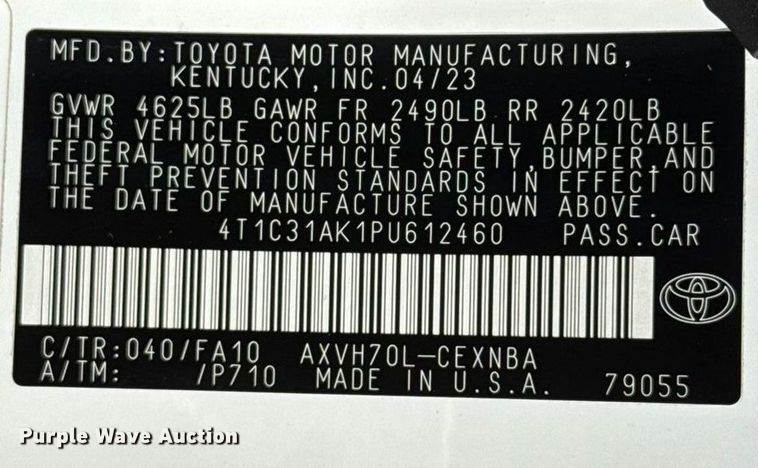 MFD.BY:TOYOTA MOTOR MANUFACTURING,
KENTUCKY,INC.04/23
GVWR 4625LB GAWR FR 2490LB RR 2420LB
THIS VEHICLE CONFORMS TO ALL APPLICABLE
FEDERAL MOTOR VEHICLE SAFETY,BUMPER,AND
THEFT PREVENTION STANDARDS IN EFFECT ON
THE DATE OF MANUFACTURE SHOWN ABOVE.
4T1C31AK1PU612460 PASS.CAR
C/TR:040/FA10 AXVH70L-CEXNBA
A/TM: /P710 MADE IN U.S.A. 79055
Purple Wave Auction